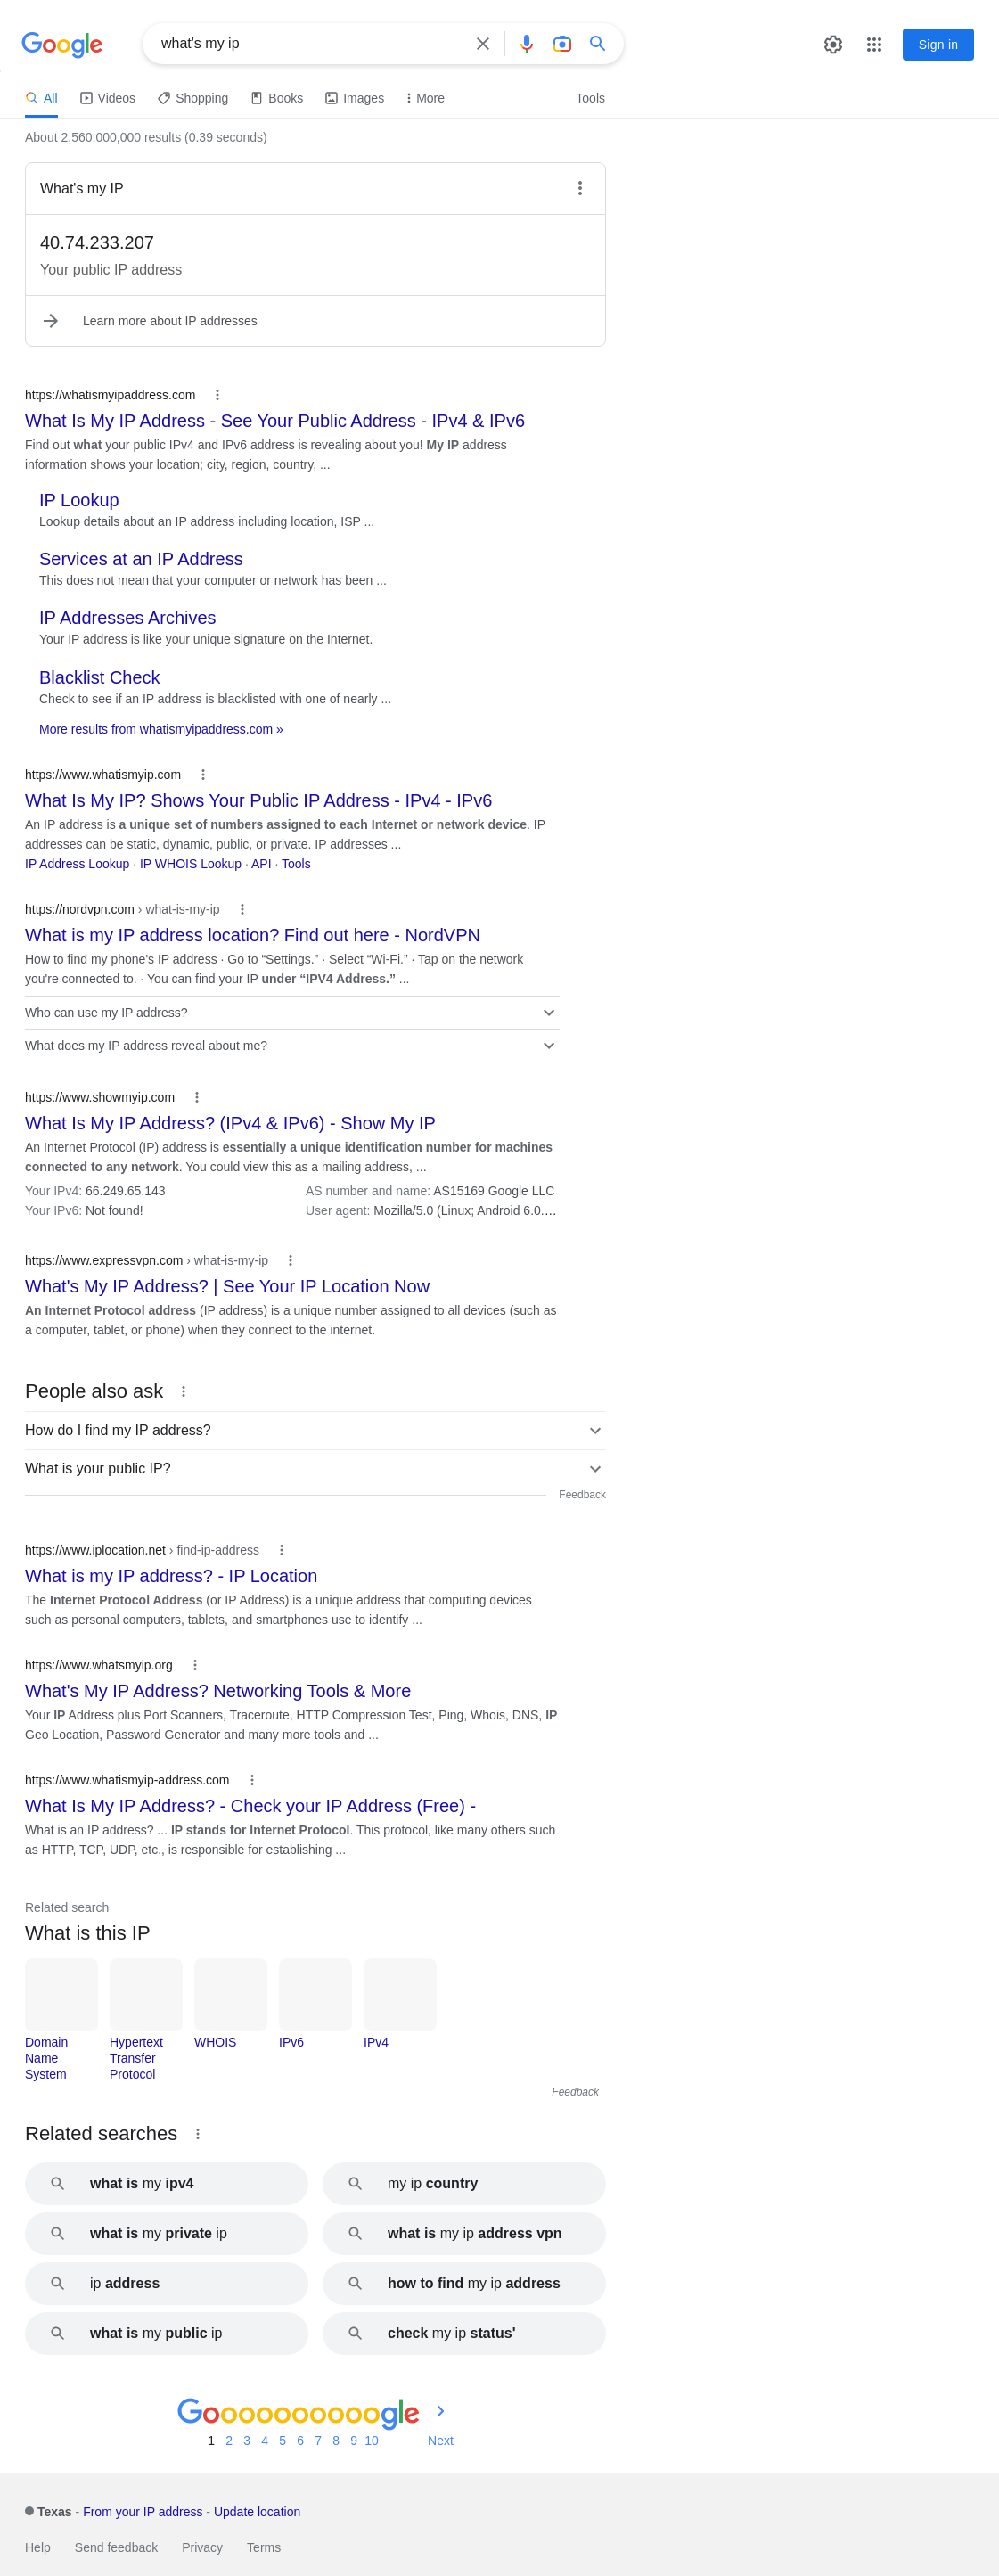 Google
what's my ip
Sign in
All Videos Shopping Books Images More Tools
About 2,560,000,000 results (0.39 seconds)
What's my IP
40.74.233.207
Your public IP address
Learn more about IP addresses
https://whatismyipaddress.com
What Is My IP Address - See Your Public Address - IPv4 & IPv6
Find out what your public IPv4 and IPv6 address is revealing about you! My IP address
information shows your location; city, region, country, ...
IP Lookup
Lookup details about an IP address including location, ISP ...
Services at an IP Address
This does not mean that your computer or network has been ...
IP Addresses Archives
Your IP address is like your unique signature on the Internet.
Blacklist Check
Check to see if an IP address is blacklisted with one of nearly ...
More results from whatismyipaddress.com »
https://www.whatismyip.com
What Is My IP? Shows Your Public IP Address - IPv4 - IPv6
An IP address is a unique set of numbers assigned to each Internet or network device. IP
addresses can be static, dynamic, public, or private. IP addresses ...
IP Address Lookup · IP WHOIS Lookup · API · Tools
https://nordvpn.com › what-is-my-ip
What is my IP address location? Find out here - NordVPN
How to find my phone's IP address · Go to “Settings.” · Select “Wi-Fi.” · Tap on the network
you're connected to. · You can find your IP under “IPV4 Address.” ...
Who can use my IP address?
What does my IP address reveal about me?
https://www.showmyip.com
What Is My IP Address? (IPv4 & IPv6) - Show My IP
An Internet Protocol (IP) address is essentially a unique identification number for machines
connected to any network. You could view this as a mailing address, ...
Your IPv4: 66.249.65.143 AS number and name: AS15169 Google LLC
Your IPv6: Not found! User agent: Mozilla/5.0 (Linux; Android 6.0....
https://www.expressvpn.com › what-is-my-ip
What's My IP Address? | See Your IP Location Now
An Internet Protocol address (IP address) is a unique number assigned to all devices (such as
a computer, tablet, or phone) when they connect to the internet.
People also ask
How do I find my IP address?
What is your public IP?
Feedback
https://www.iplocation.net › find-ip-address
What is my IP address? - IP Location
The Internet Protocol Address (or IP Address) is a unique address that computing devices
such as personal computers, tablets, and smartphones use to identify ...
https://www.whatsmyip.org
What's My IP Address? Networking Tools & More
Your IP Address plus Port Scanners, Traceroute, HTTP Compression Test, Ping, Whois, DNS, IP
Geo Location, Password Generator and many more tools and ...
https://www.whatismyip-address.com
What Is My IP Address? - Check your IP Address (Free) -
What is an IP address? ... IP stands for Internet Protocol. This protocol, like many others such
as HTTP, TCP, UDP, etc., is responsible for establishing ...
Related search
What is this IP
Domain
Name
System
Hypertext
Transfer
Protocol
WHOIS
IPv6
IPv4
Feedback
Related searches
what is my ipv4
my ip country
what is my private ip
what is my ip address vpn
ip address
how to find my ip address
what is my public ip
check my ip status'
Goooooooooogle
1 2 3 4 5 6 7 8 9 10 Next
Texas - From your IP address - Update location
Help Send feedback Privacy Terms